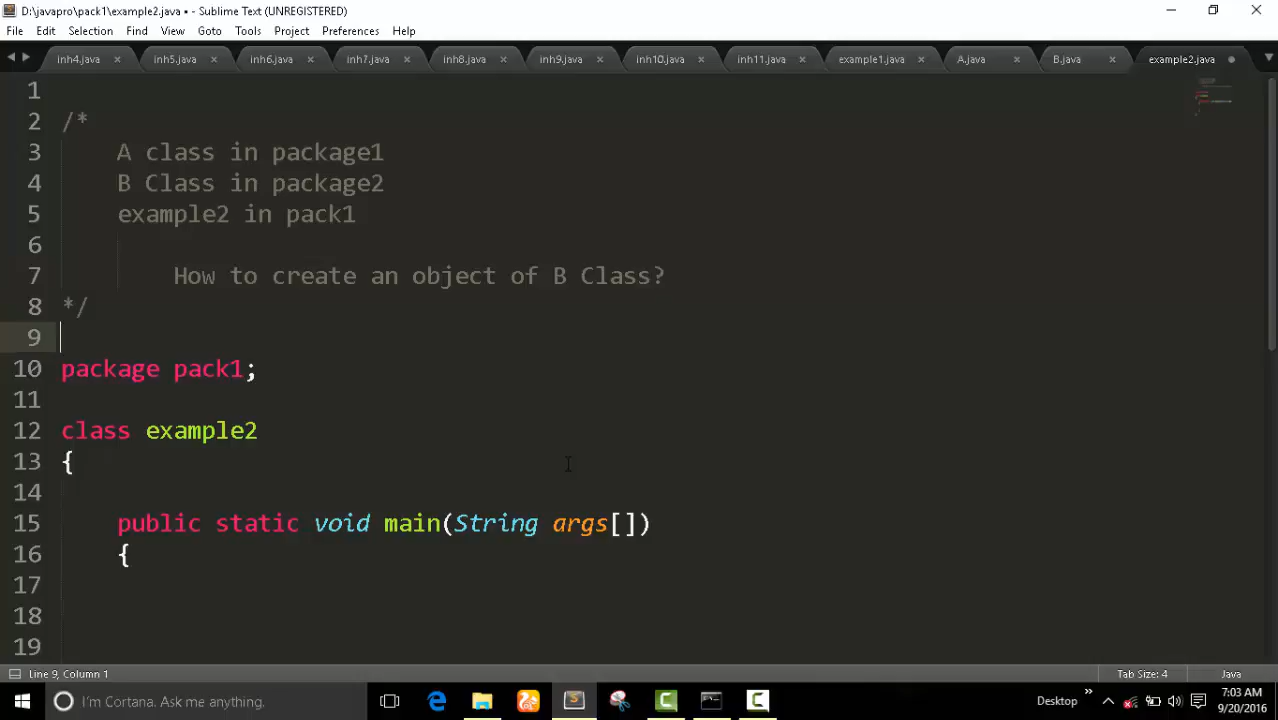 D:\javapro\pack1\example2.java • - Sublime Text (UNREGISTERED)
File Edit Selection Find View Goto Tools Project Preferences Help
inh4.java × inh5.java × inh6.java × inh7.java × inh8.java × inh9.java × inh10.java × inh11.java × example1.java × A.java × B.java × example2.java
1
2 /*
3 A class in package1
4 B Class in package2
5 example2 in pack1
6
7 How to create an object of B Class?
8 */
9
10 package pack1;
11
12 class example2
13 {
14
15 public static void main(String args[])
16 {
17
18
19
Line 9, Column 1 Tab Size: 4 Java
I'm Cortana. Ask me anything. Desktop 7:03 AM
9/20/2016